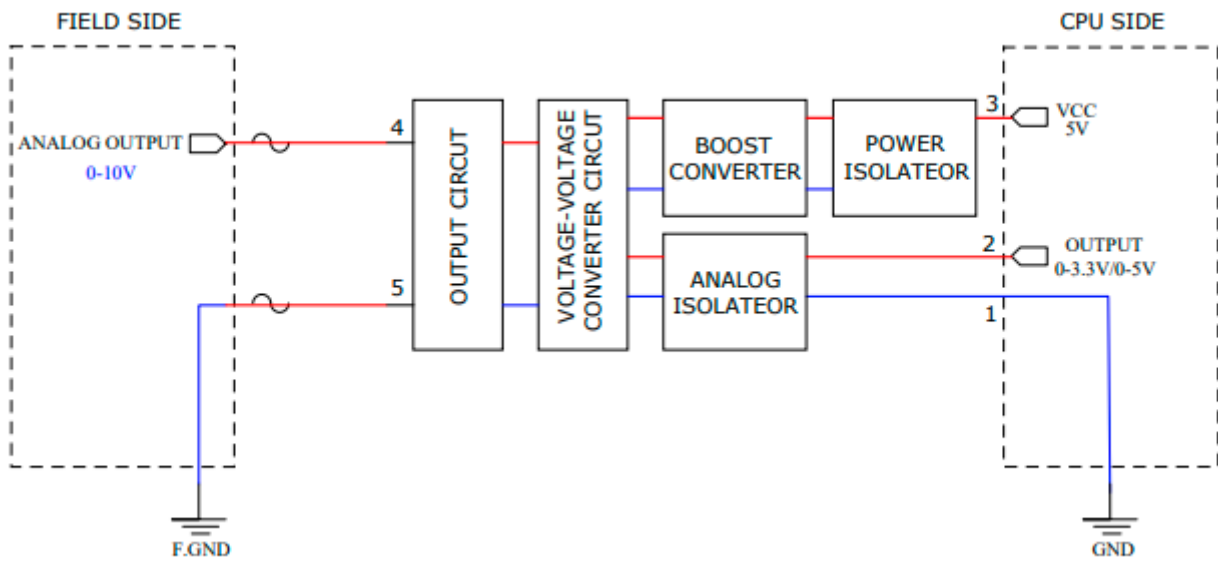 FIELD SIDE
CPU SIDE
ANALOG OUTPUT
0-10V
4
5
OUTPUT CIRCUT
VOLTAGE-VOLTAGE
CONVERTER CIRCUT
BOOST
CONVERTER
POWER
ISOLATEOR
ANALOG
ISOLATEOR
3
VCC
5V
2
OUTPUT
0-3.3V/0-5V
1
F.GND
GND